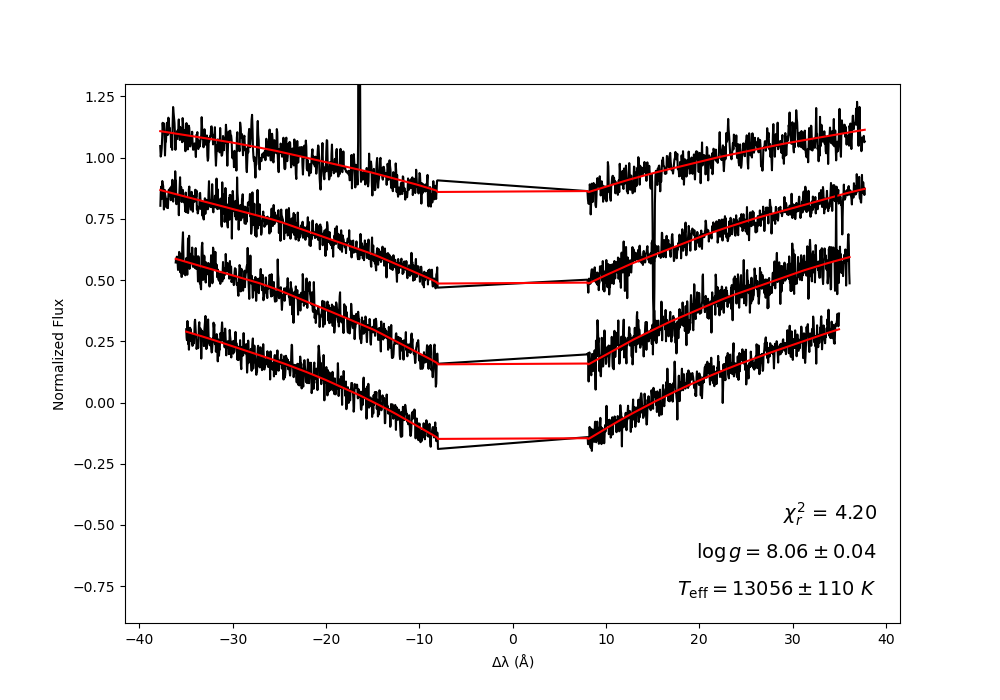 Normalized Flux
1.25
1.00
0.75
0.50
0.25
0.00
−0.25
−0.50
−0.75
χ²ᵣ = 4.20
log g = 8.06 ± 0.04
T_eff = 13056 ± 110 K
−40 −30 −20 −10 0 10 20 30 40
Δλ (Å)